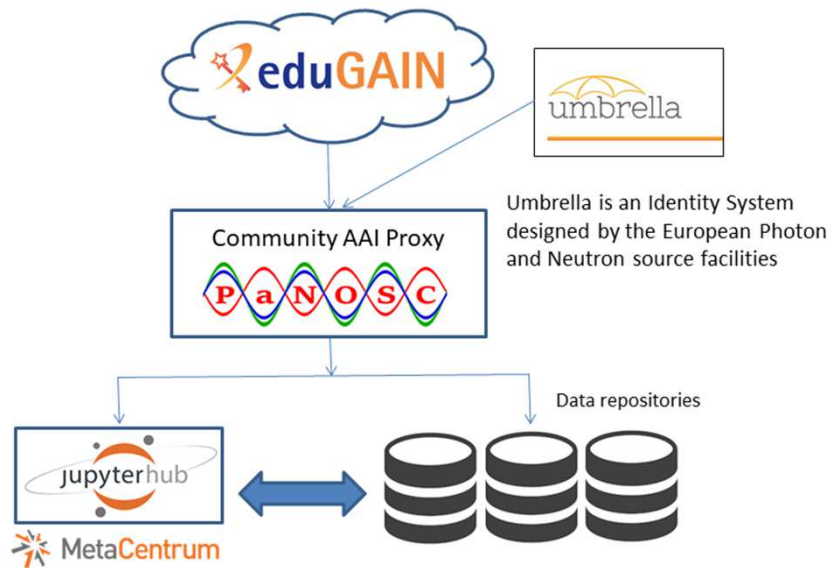 eduGAIN
umbrella
Umbrella is an Identity System
designed by the European Photon
and Neutron source facilities
Community AAI Proxy
PaNOSC
Data repositories
jupyterhub
MetaCentrum